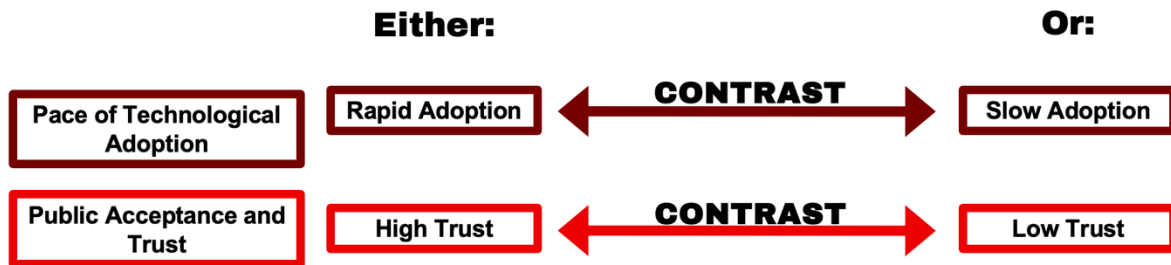 Either: Or:
Pace of Technological
Adoption
Rapid Adoption
CONTRAST
Slow Adoption
Public Acceptance and
Trust
High Trust
CONTRAST
Low Trust